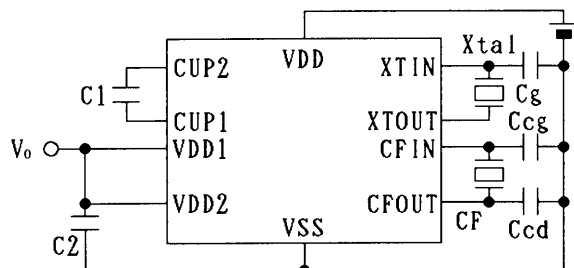 Xtal
CUP2
VDD
XTIN
C1
Cg
CUP1
XTOUT
Ccg
Vo
VDD1
CFIN
VDD2
CFOUT
C2
VSS
CF
Ccd